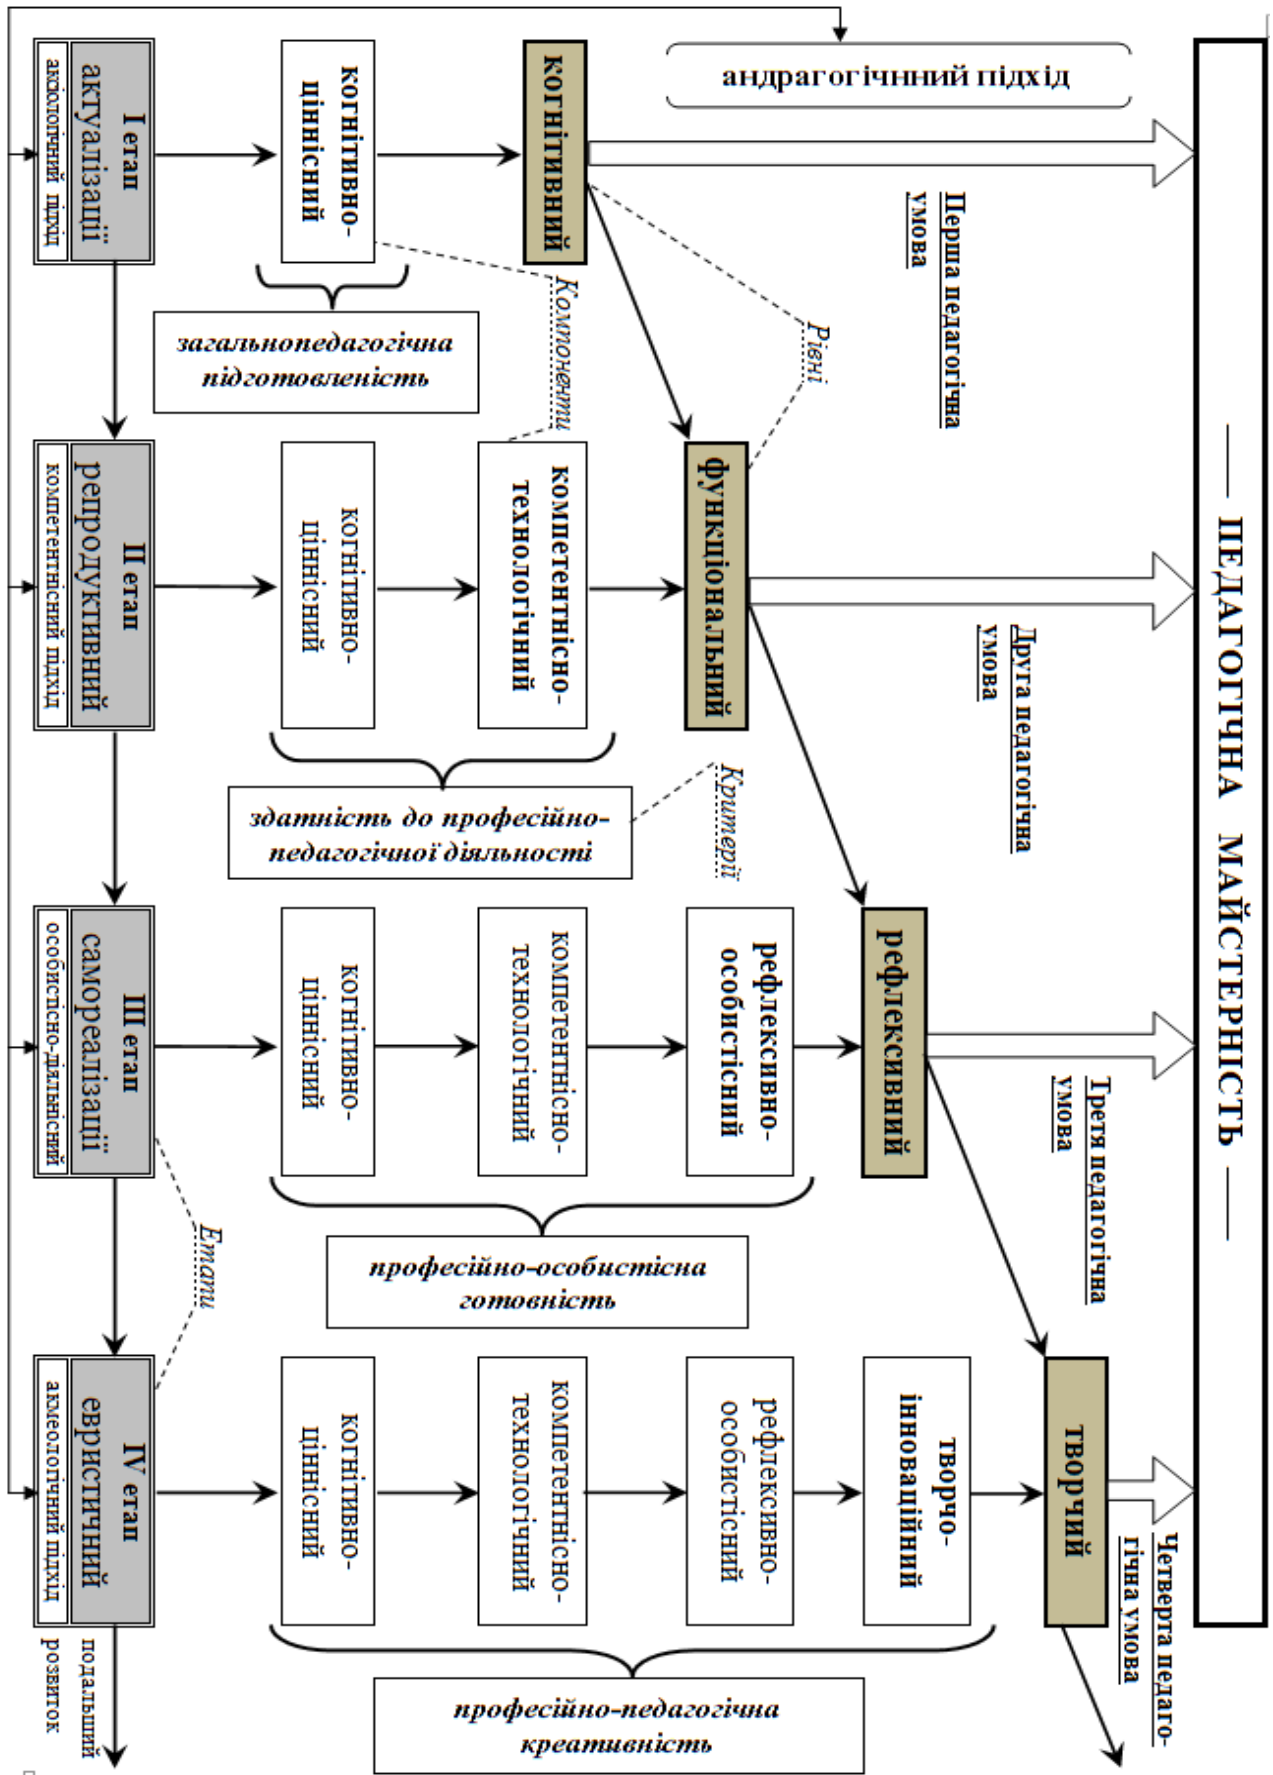 андрагогічнний підхід
— ПЕДАГОГІЧНА МАЙСТЕРНІСТЬ —
І етап
актуалізації
аксіологічний підхід
когнітивно-
ціннісний
когнітивний
Перша педагогічна
умова
Компоненти
Рівні
загальнопедагогічна
підготовленість
ІІ етап
репродуктивний
компетентнісний підхід
когнітивно-
ціннісний
компетентнісно-
технологічний
функціональний
Друга педагогічна
умова
Критерії
здатність до професійно-
педагогічної діяльності
ІІІ етап
самореалізації
особистісно-діяльнісний
когнітивно-
ціннісний
компетентнісно-
технологічний
рефлексивно-
особистісний
рефлексивний
Третя педагогічна
умова
Етапи
професійно-особистісна
готовність
IV етап
евристичний
акмеологічний підхід
когнітивно-
ціннісний
компетентнісно-
технологічний
рефлексивно-
особистісний
творчо-
інноваційний
творчий
Четверта педаго-
гічна умова
подальший
розвиток
професійно-педагогічна
креативність